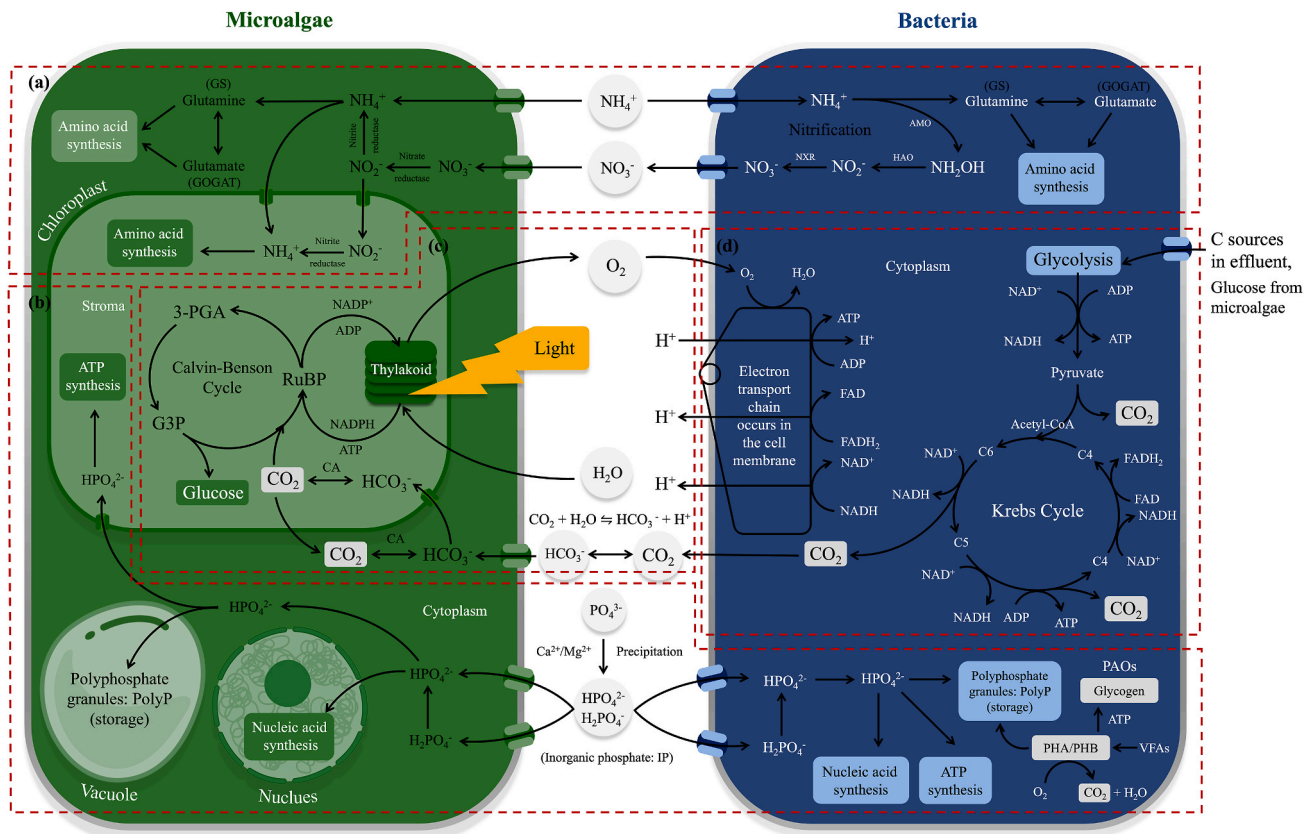 Microalgae
Bacteria
(a)
(GS)
Glutamine
NH₄⁺
NH₄⁺
NH₄⁺
(GS)
Glutamine
(GOGAT)
Glutamate
AMO
Amino acid
synthesis
Nitrite
reductase
Nitrification
Glutamate
(GOGAT)
NO₂⁻
Nitrate
reductase
NO₃⁻
NO₃⁻
NO₃⁻
NXR
NO₂⁻
HAO
NH₂OH
Amino acid
synthesis
Chloroplast
Amino acid
synthesis
NH₄⁺
Nitrite
reductase
NO₂⁻
(c)
(d)
O₂
O₂
H₂O
Cytoplasm
Glycolysis
C sources
in effluent,
Glucose from
microalgae
NAD⁺
ADP
NADH
ATP
Pyruvate
CO₂
Acetyl-CoA
(b)
Stroma
3-PGA
NADP⁺
ADP
ATP
synthesis
Calvin-Benson
Cycle
RuBP
Thylakoid
Light
G3P
NADPH
ATP
HPO₄²⁻
Glucose
CO₂
CA
HCO₃⁻
H₂O
H⁺
ATP
H⁺
ADP
Electron
transport
chain
occurs in
the cell
membrane
H⁺
FAD
FADH₂
NAD⁺
H⁺
NADH
NAD⁺
C6
C4
FADH₂
NADH
FAD
NADH
Krebs Cycle
C5
C4
NAD⁺
NAD⁺
NADH
ADP
ATP
CO₂
CO₂ + H₂O ⇋ HCO₃⁻ + H⁺
CO₂
CA
HCO₃⁻
HCO₃⁻
CO₂
CO₂
HPO₄²⁻
Cytoplasm
PO₄³⁻
Ca²⁺/Mg²⁺
Precipitation
Polyphosphate
granules: PolyP
(storage)
HPO₄²⁻
Nucleic acid
synthesis
H₂PO₄⁻
HPO₄²⁻
H₂PO₄⁻
(Inorganic phosphate: IP)
Vacuole
Nuclues
HPO₄²⁻
HPO₄²⁻
H₂PO₄⁻
Polyphosphate
granules: PolyP
(storage)
PAOs
Glycogen
ATP
PHA/PHB
VFAs
Nucleic acid
synthesis
ATP
synthesis
O₂
CO₂ + H₂O